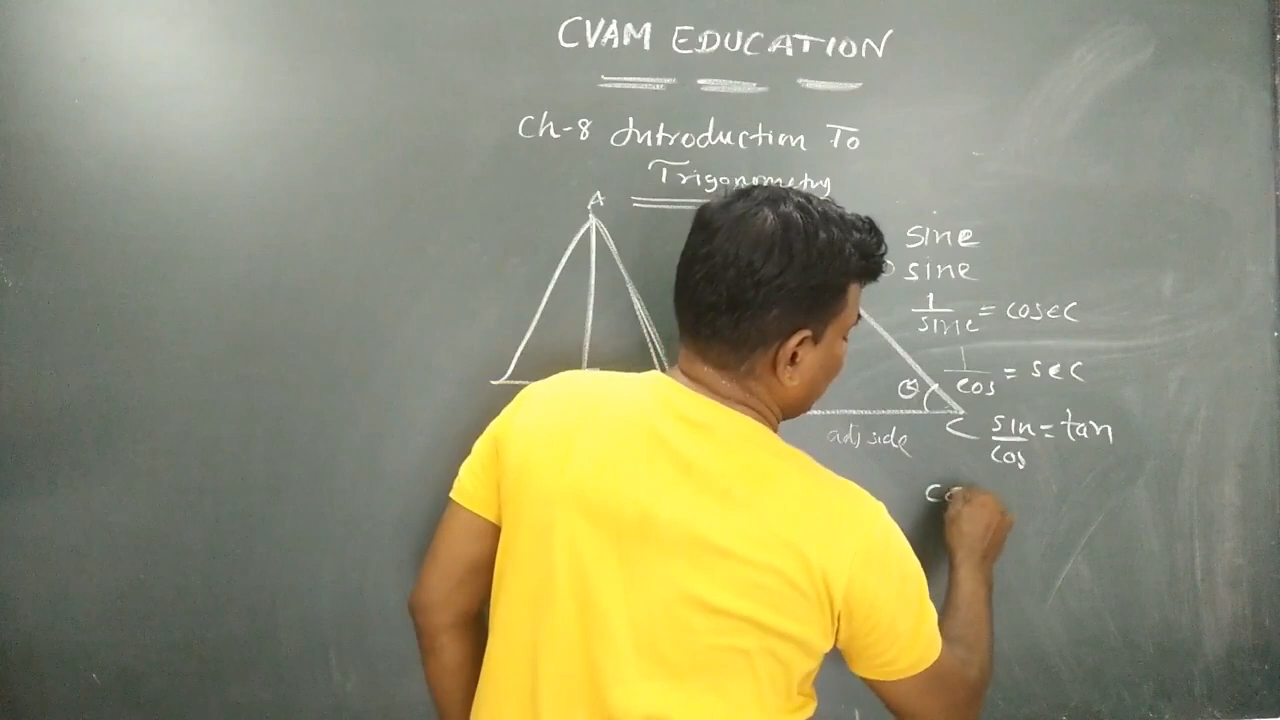 CVAM EDUCATION
Ch-8 Introduction To
Trigonometry
A
sine
sine
1/sine = cosec
1/cos = sec
θ
C
sin/cos = tan
adj side
co